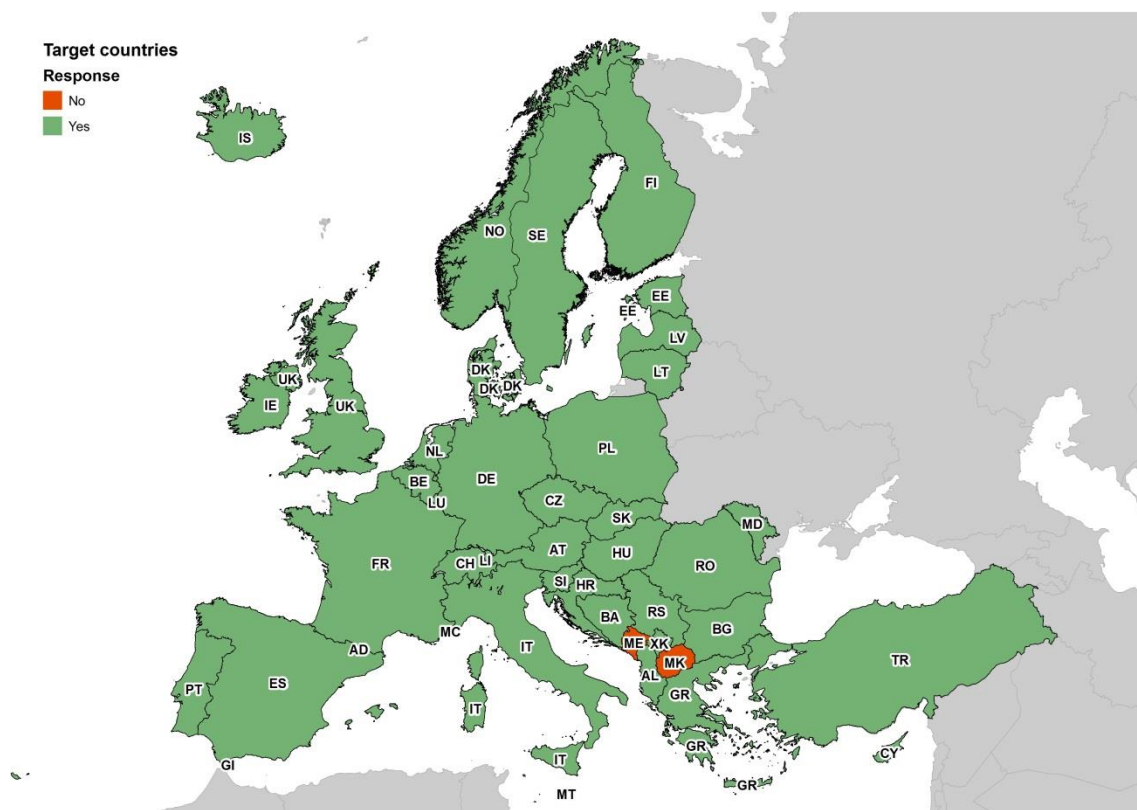 Target countries
Response
No
Yes
IS
FI
NO
SE
EE
EE
LV
LT
DK
DK
DK
UK
IE
UK
NL
PL
BE
DE
LU
CZ
SK
MD
AT
HU
FR
CH
LI
RO
SI
HR
BA
RS
MC
IT
BG
ME
XK
AD
MK
TR
AL
PT
ES
IT
GR
GR
CY
IT
GI
GR
MT